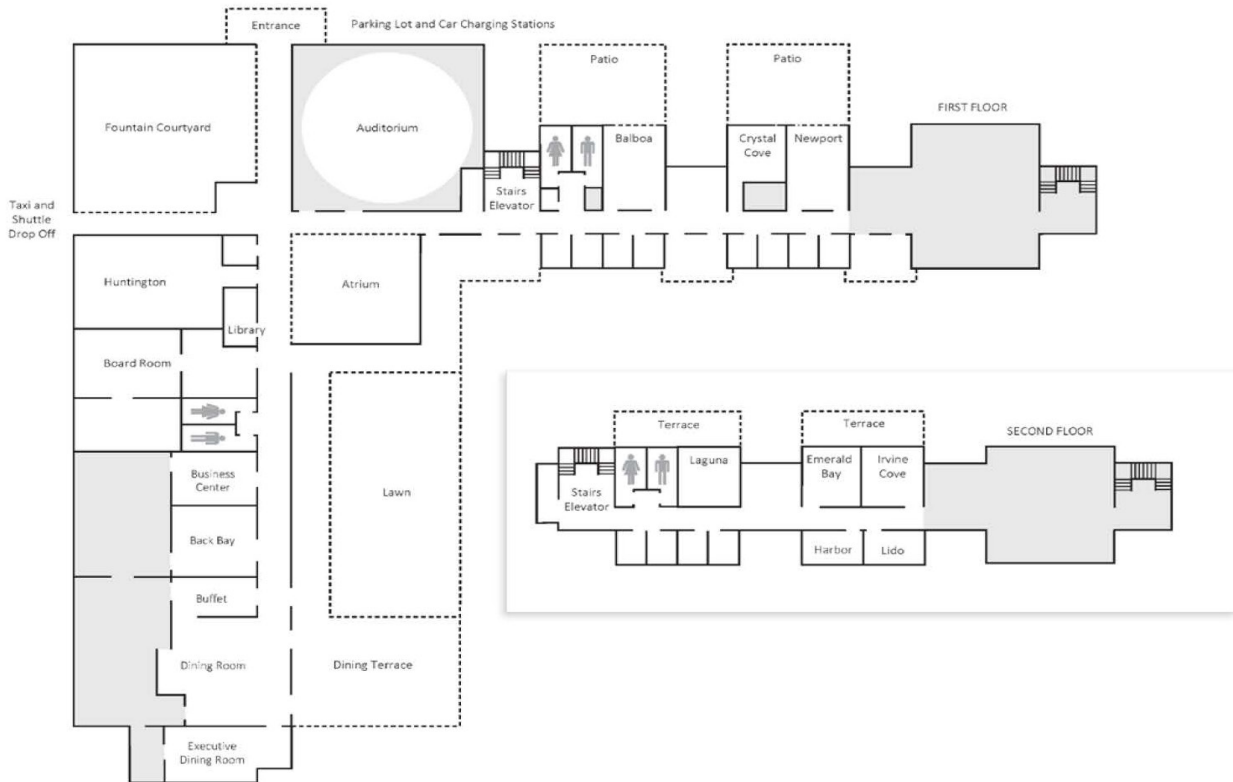 Entrance
Parking Lot and Car Charging Stations
Patio
Patio
FIRST FLOOR
Fountain Courtyard
Auditorium
Balboa
Crystal
Cove
Newport
Stairs
Elevator
Taxi and
Shuttle
Drop Off
Huntington
Atrium
Library
Board Room
Business
Center
Lawn
Back Bay
Buffet
Dining Room
Dining Terrace
Executive
Dining Room
Terrace
Terrace
SECOND FLOOR
Laguna
Emerald
Bay
Irvine
Cove
Stairs
Elevator
Harbor
Lido